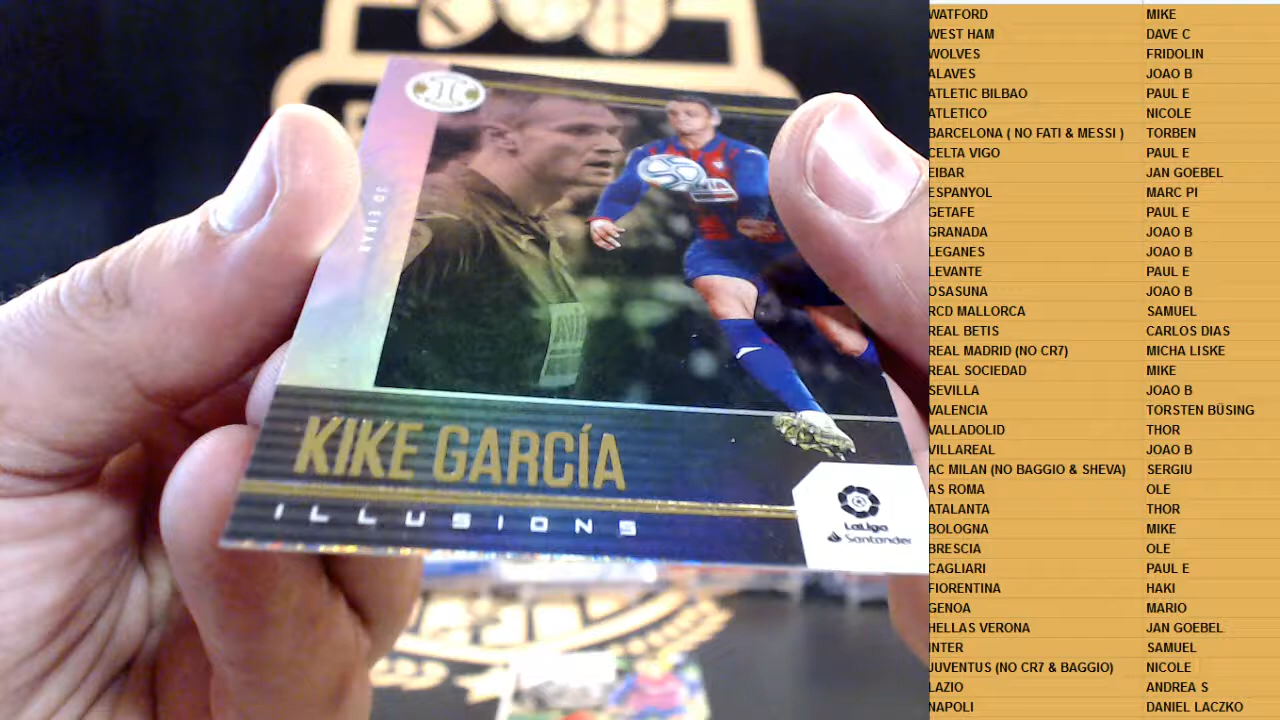 SD EIBAR
KIKE GARCÍA
ILLUSIONS
LaLiga
Santander
WATFORD MIKE
WEST HAM DAVE C
WOLVES FRIDOLIN
ALAVES JOAO B
ATLETIC BILBAO PAUL E
ATLETICO NICOLE
BARCELONA ( NO FATI & MESSI ) TORBEN
CELTA VIGO PAUL E
EIBAR JAN GOEBEL
ESPANYOL MARC PI
GETAFE PAUL E
GRANADA JOAO B
LEGANES JOAO B
LEVANTE PAUL E
OSASUNA JOAO B
RCD MALLORCA SAMUEL
REAL BETIS CARLOS DIAS
REAL MADRID (NO CR7) MICHA LISKE
REAL SOCIEDAD MIKE
SEVILLA JOAO B
VALENCIA TORSTEN BÜSING
VALLADOLID THOR
VILLAREAL JOAO B
AC MILAN (NO BAGGIO & SHEVA) SERGIU
AS ROMA OLE
ATALANTA THOR
BOLOGNA MIKE
BRESCIA OLE
CAGLIARI PAUL E
FIORENTINA HAKI
GENOA MARIO
HELLAS VERONA JAN GOEBEL
INTER SAMUEL
JUVENTUS (NO CR7 & BAGGIO) NICOLE
LAZIO ANDREA S
NAPOLI DANIEL LACZKO